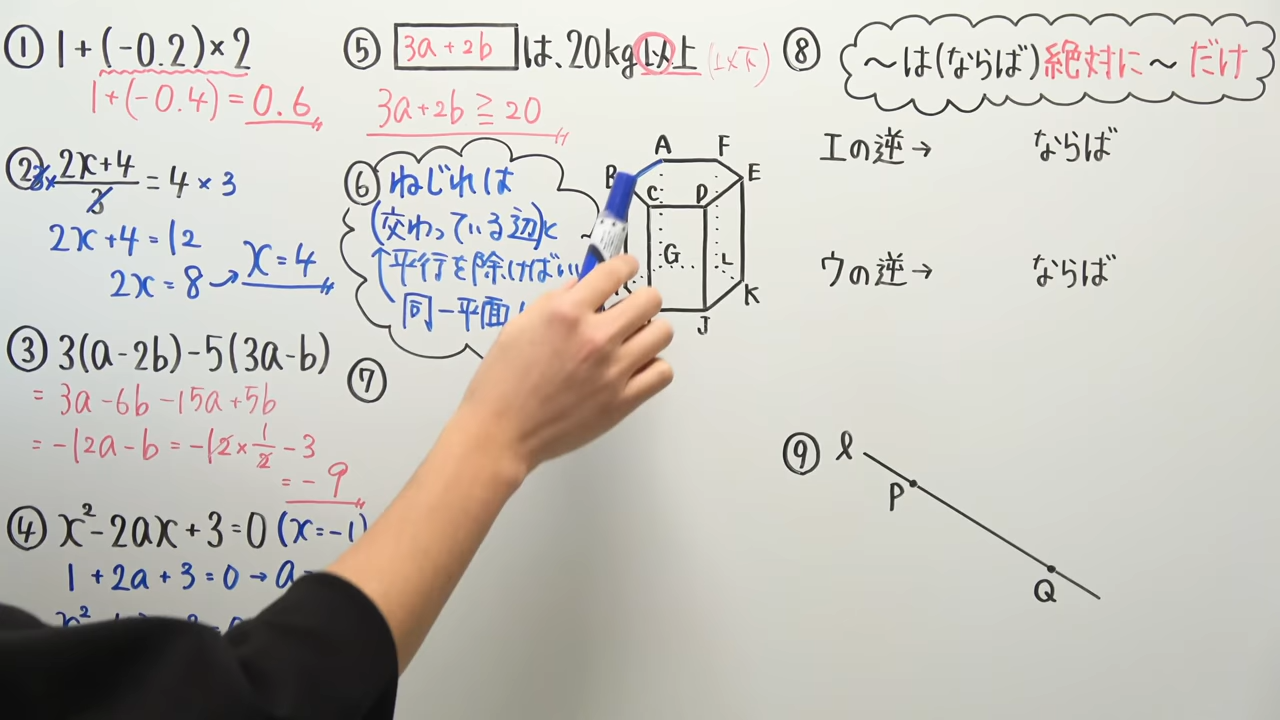 ① 1+(-0.2)×2
1+(-0.4)=0.6
② 3× 2x+4/3 = 4 ×3
2x+4=12
2x=8→x=4
③ 3(a-2b)-5(3a-b)
= 3a-6b-15a+5b
= -12a-b = -12×1/2-3
= -9
④ x²-2ax+3=0 (x=-1)
1+2a+3=0→a
⑤ 3a+2bは、20kg以上(以下)
3a+2b≧20
⑥ ねじれは
(交わっている辺)と
↑平行を除けばいい
同一平面
A
F
B
C
D
E
G
L
K
J
⑦
⑧ ～は(ならば)絶対に～だけ
エの逆→ ならば
ウの逆→ ならば
⑨ ℓ
P
Q